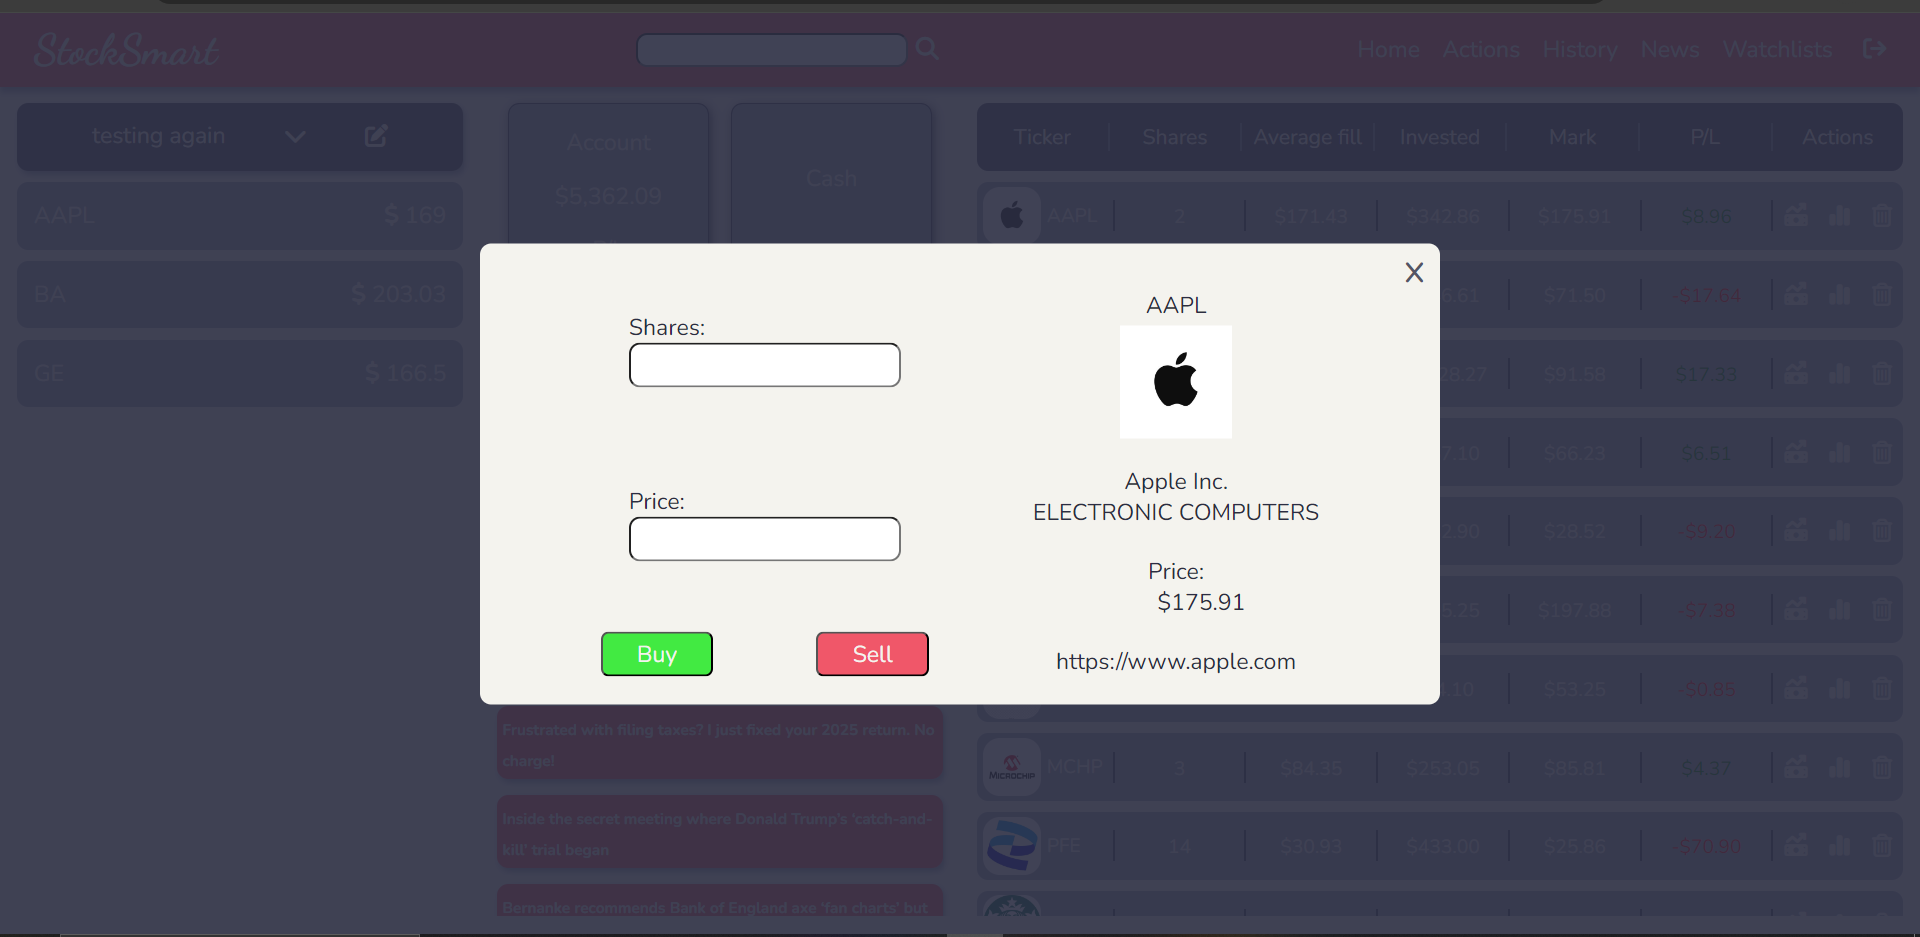 StockSmart
Home Actions History News Watchlists
testing again
AAPL $ 169
BA $ 203.03
GE $ 166.5
Account
$5,362.09
Cash
Ticker Shares Average fill Invested Mark P/L Actions
AAPL 2 $171.43 $342.86 $175.91 $8.96
6.61 $71.50 -$17.64
28.27 $91.58 $17.33
7.10 $66.23 $6.51
2.90 $28.52 -$9.20
5.25 $197.88 -$7.38
.10 $53.25 -$0.85
MICROCHIP MCHP 3 $84.35 $253.05 $85.81 $4.37
PFE 14 $30.93 $433.00 $25.86 -$70.90
X
Shares:
Price:
Buy Sell
AAPL
Apple Inc.
ELECTRONIC COMPUTERS
Price:
$175.91
https://www.apple.com
Frustrated with filing taxes? I just fixed your 2025 return. No
charge!
Inside the secret meeting where Donald Trump's 'catch-and-
kill' trial began
Bernanke recommends Bank of England axe 'fan charts' but